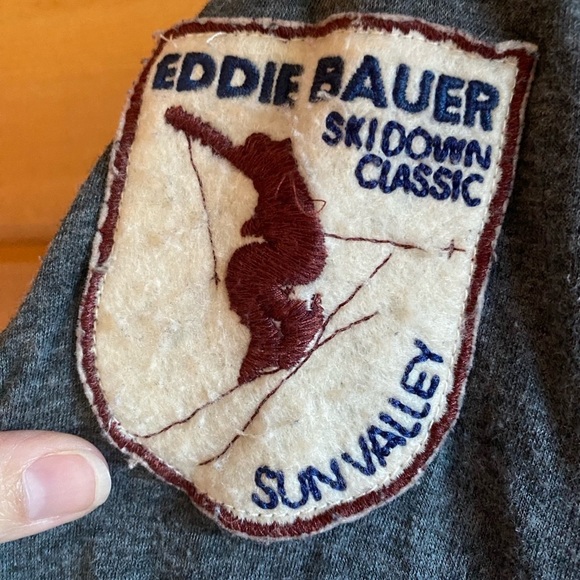 EDDIE BAUER
SKI DOWN
CLASSIC
SUN VALLEY